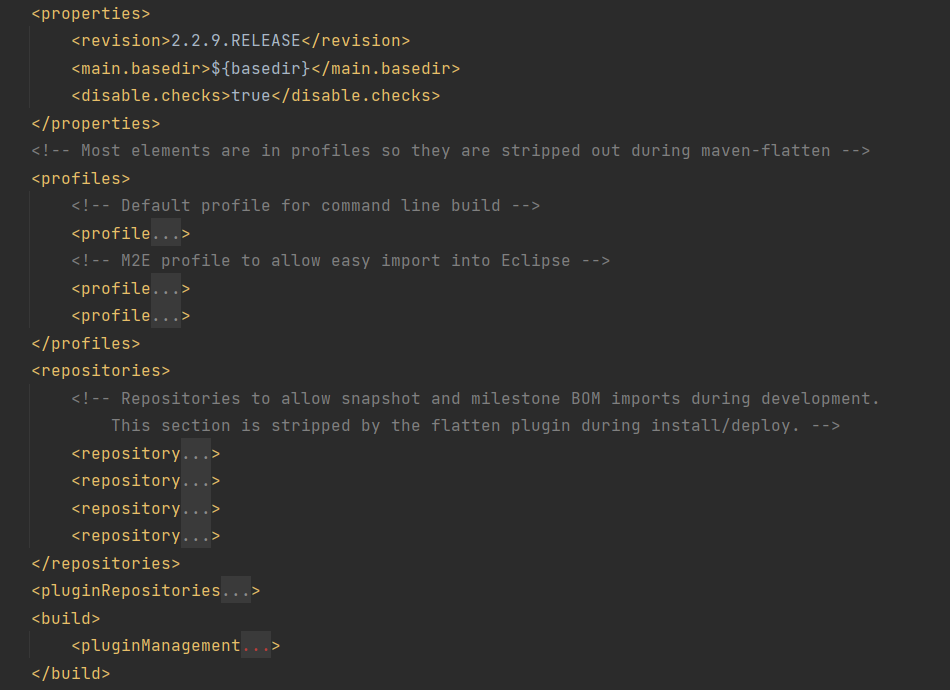 <properties>
<revision>2.2.9.RELEASE</revision>
<main.basedir>${basedir}</main.basedir>
<disable.checks>true</disable.checks>
</properties>
<!-- Most elements are in profiles so they are stripped out during maven-flatten -->
<profiles>
<!-- Default profile for command line build -->
<profile...>
<!-- M2E profile to allow easy import into Eclipse -->
<profile...>
<profile...>
</profiles>
<repositories>
<!-- Repositories to allow snapshot and milestone BOM imports during development.
This section is stripped by the flatten plugin during install/deploy. -->
<repository...>
<repository...>
<repository...>
<repository...>
</repositories>
<pluginRepositories...>
<build>
<pluginManagement...>
</build>